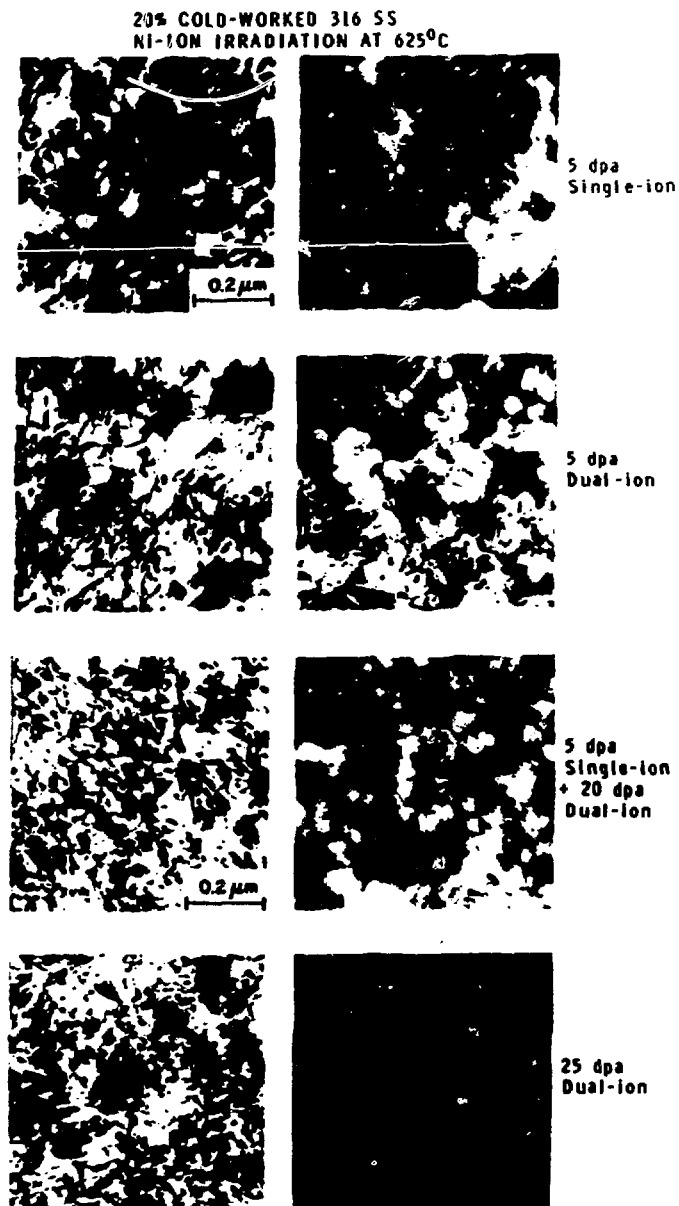 20% COLD-WORKED 316 SS
NI-ION IRRADIATION AT 625⁰C
5 dpa
Single-ion
0.2 μm
5 dpa
Dual-ion
5 dpa
Single-ion
+ 20 dpa
Dual-ion
0.2 μm
25 dpa
Dual-ion